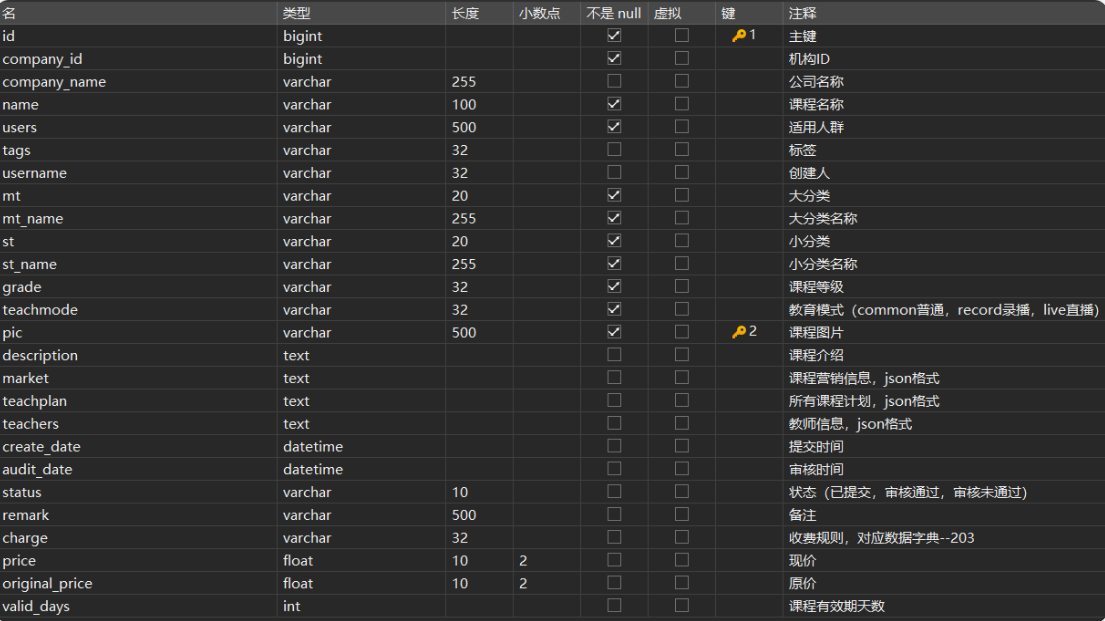 名 类型 长度 小数点 不是 null 虚拟 键 注释
id bigint 1 主键
company_id bigint 机构ID
company_name varchar 255 公司名称
name varchar 100 课程名称
users varchar 500 适用人群
tags varchar 32 标签
username varchar 32 创建人
mt varchar 20 大分类
mt_name varchar 255 大分类名称
st varchar 20 小分类
st_name varchar 255 小分类名称
grade varchar 32 课程等级
teachmode varchar 32 教育模式（common普通，record录播，live直播）
pic varchar 500 2 课程图片
description text 课程介绍
market text 课程营销信息，json格式
teachplan text 所有课程计划，json格式
teachers text 教师信息，json格式
create_date datetime 提交时间
audit_date datetime 审核时间
status varchar 10 状态（已提交，审核通过，审核未通过）
remark varchar 500 备注
charge varchar 32 收费规则，对应数据字典--203
price float 10 2 现价
original_price float 10 2 原价
valid_days int 课程有效期天数